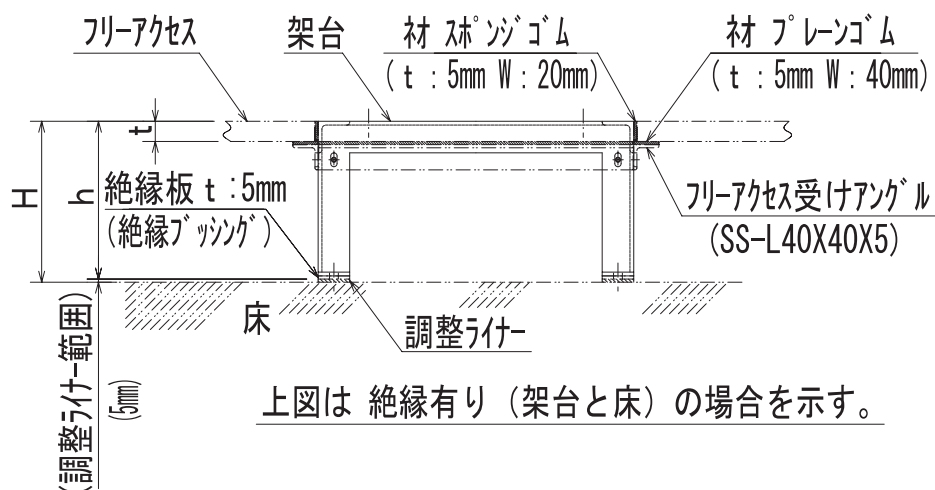 フリーアクセス
架台
ネオ スポンジゴム
(t:5mm W:20mm)
ネオ プレーンゴム
(t:5mm W:40mm)
t
H
h
絶縁板 t:5mm
(絶縁ブッシング)
フリーアクセス受けアングル
(SS-L40X40X5)
床
調整ライナー
(調整ライナー範囲)
(5mm)
上図は 絶縁有り（架台と床）の場合を示す。